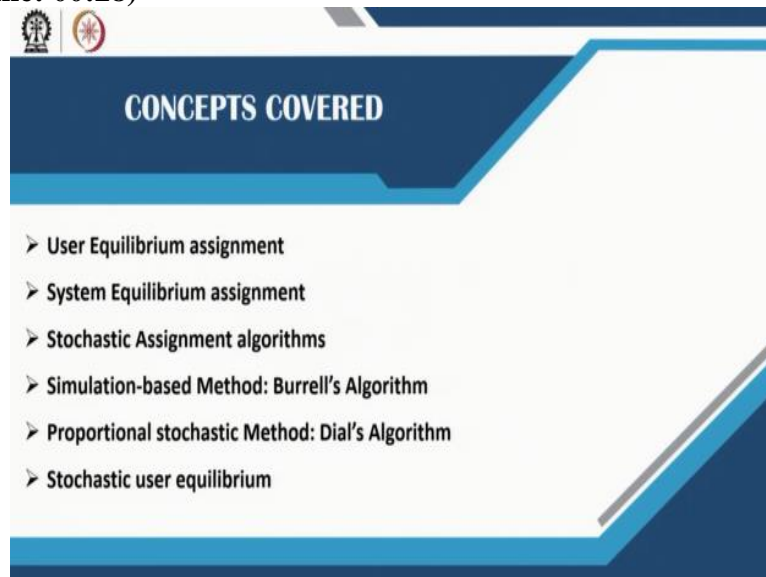 CONCEPTS COVERED
➢ User Equilibrium assignment
➢ System Equilibrium assignment
➢ Stochastic Assignment algorithms
➢ Simulation-based Method: Burrell's Algorithm
➢ Proportional stochastic Method: Dial's Algorithm
➢ Stochastic user equilibrium